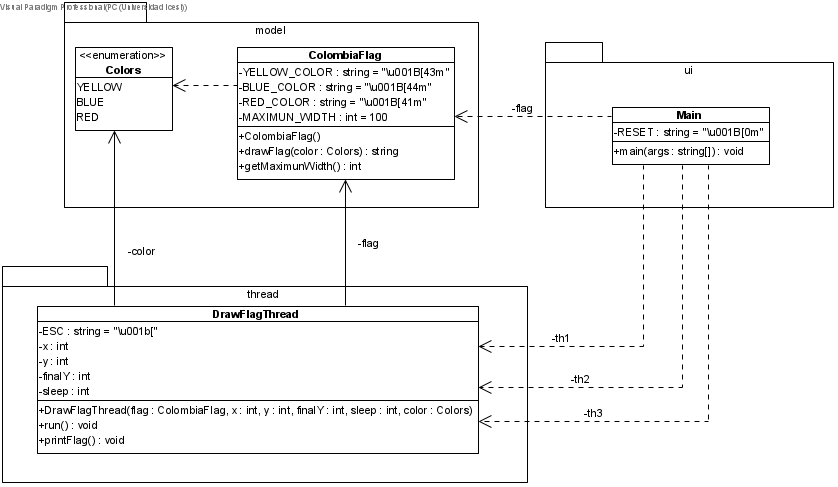 Visual Paradigm Professional(PC(Universidad Icesi))
model
<<enumeration>>
Colors
YELLOW
BLUE
RED
ColombiaFlag
-YELLOW_COLOR : string = "\u001B[43m"
-BLUE_COLOR : string = "\u001B[44m"
-RED_COLOR : string = "\u001B[41m"
-MAXIMUN_WIDTH : int = 100
+ColombiaFlag()
+drawFlag(color : Colors) : string
+getMaximunWidth() : int
ui
-flag
Main
-RESET : string = "\u001B[0m"
+main(args : string[]) : void
-color
-flag
thread
DrawFlagThread
-ESC : string = "\u001b["
-x : int
-y : int
-finalY : int
-sleep : int
+DrawFlagThread(flag : ColombiaFlag, x : int, y : int, finalY : int, sleep : int, color : Colors)
+run() : void
+printFlag() : void
-th1
-th2
-th3